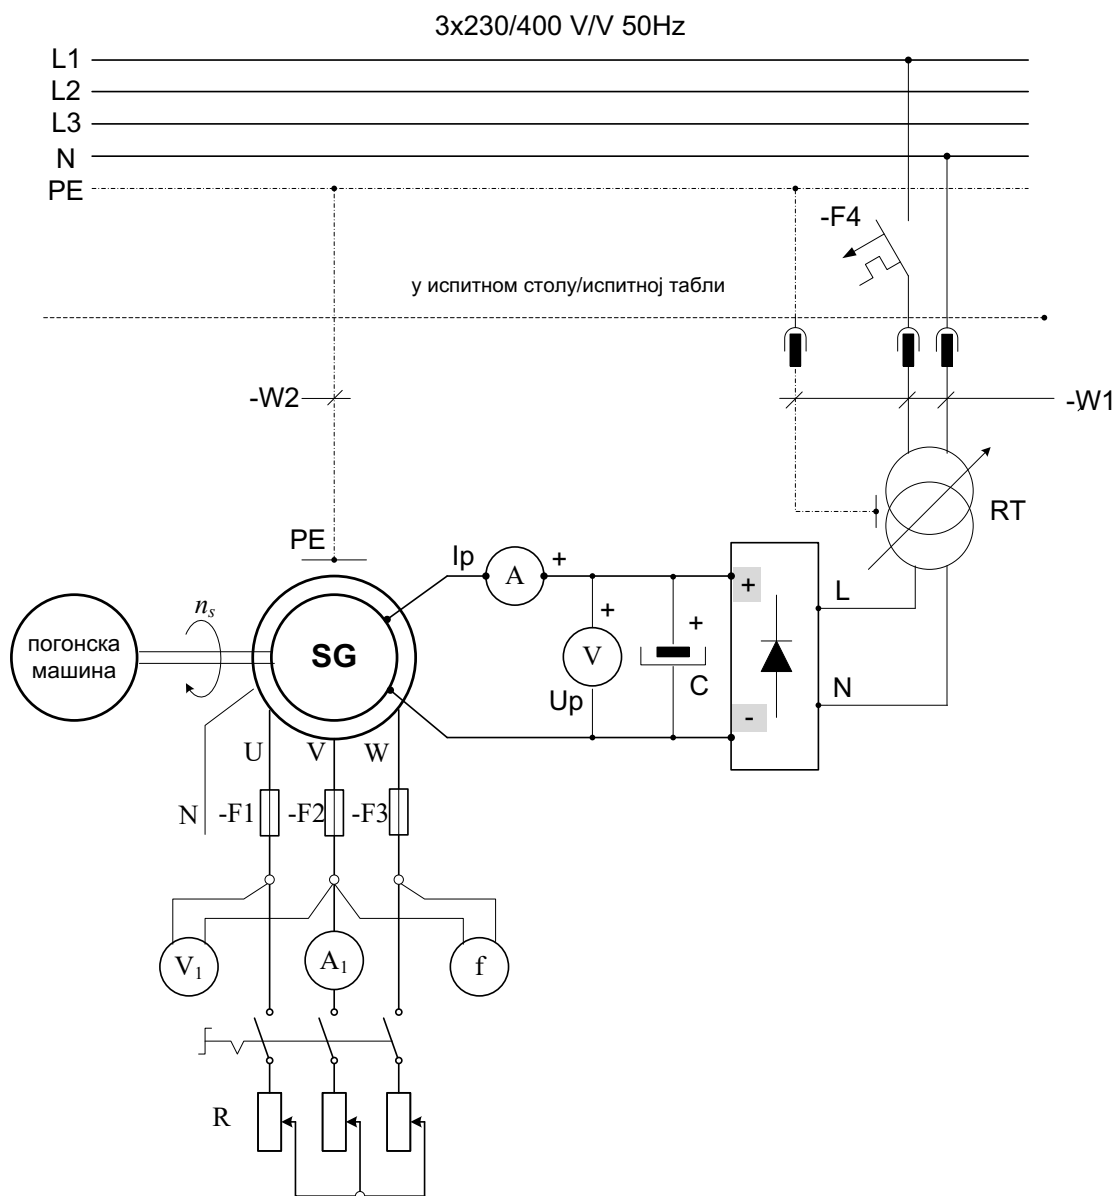 3x230/400 V/V 50Hz
L1
L2
L3
N
PE
-F4
у испитном столу/испитној табли
-W2
-W1
RT
PE
Ip
A
+
+
L
погонска
машина
n_s
SG
V
+
C
Up
N
-
U
V
W
N
-F1
-F2
-F3
V₁
A₁
f
R